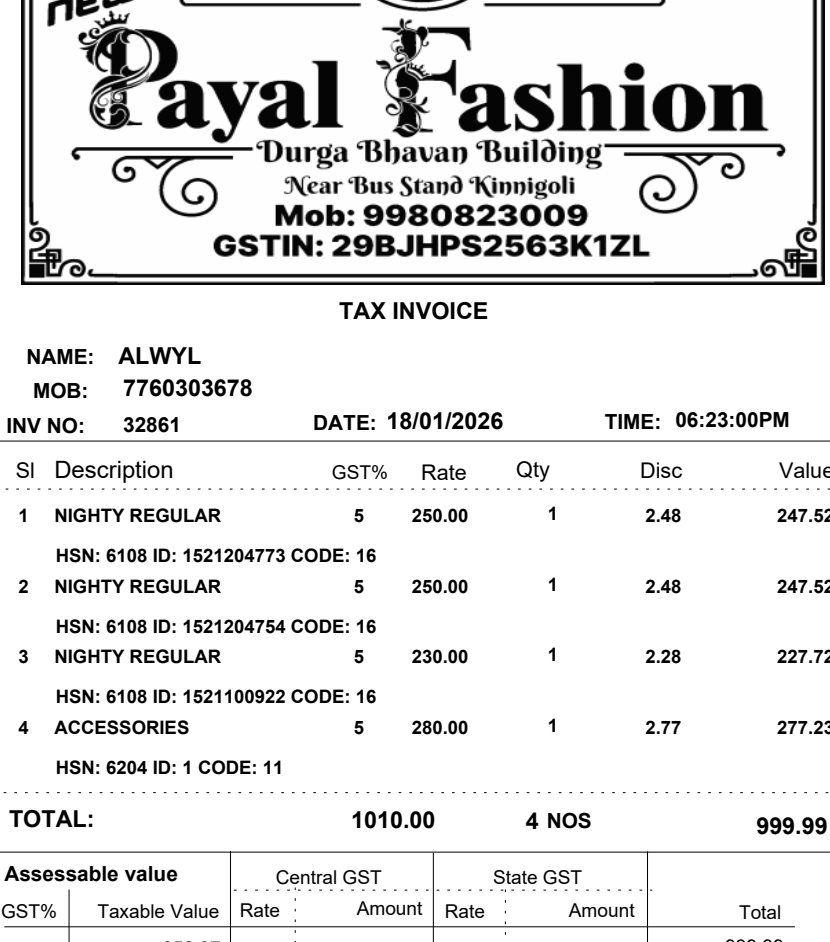 new
Payal Fashion
Durga Bhavan Building
Near Bus Stand Kinnigoli
Mob: 9980823009
GSTIN: 29BJHPS2563K1ZL
TAX INVOICE
NAME: ALWYL
MOB: 7760303678
INV NO: 32861 DATE: 18/01/2026 TIME: 06:23:00PM
Sl Description GST% Rate Qty Disc Value
1 NIGHTY REGULAR 5 250.00 1 2.48 247.52
HSN: 6108 ID: 1521204773 CODE: 16
2 NIGHTY REGULAR 5 250.00 1 2.48 247.52
HSN: 6108 ID: 1521204754 CODE: 16
3 NIGHTY REGULAR 5 230.00 1 2.28 227.72
HSN: 6108 ID: 1521100922 CODE: 16
4 ACCESSORIES 5 280.00 1 2.77 277.23
HSN: 6204 ID: 1 CODE: 11
TOTAL: 1010.00 4 NOS 999.99
Assessable value Central GST State GST
GST% Taxable Value Rate Amount Rate Amount Total